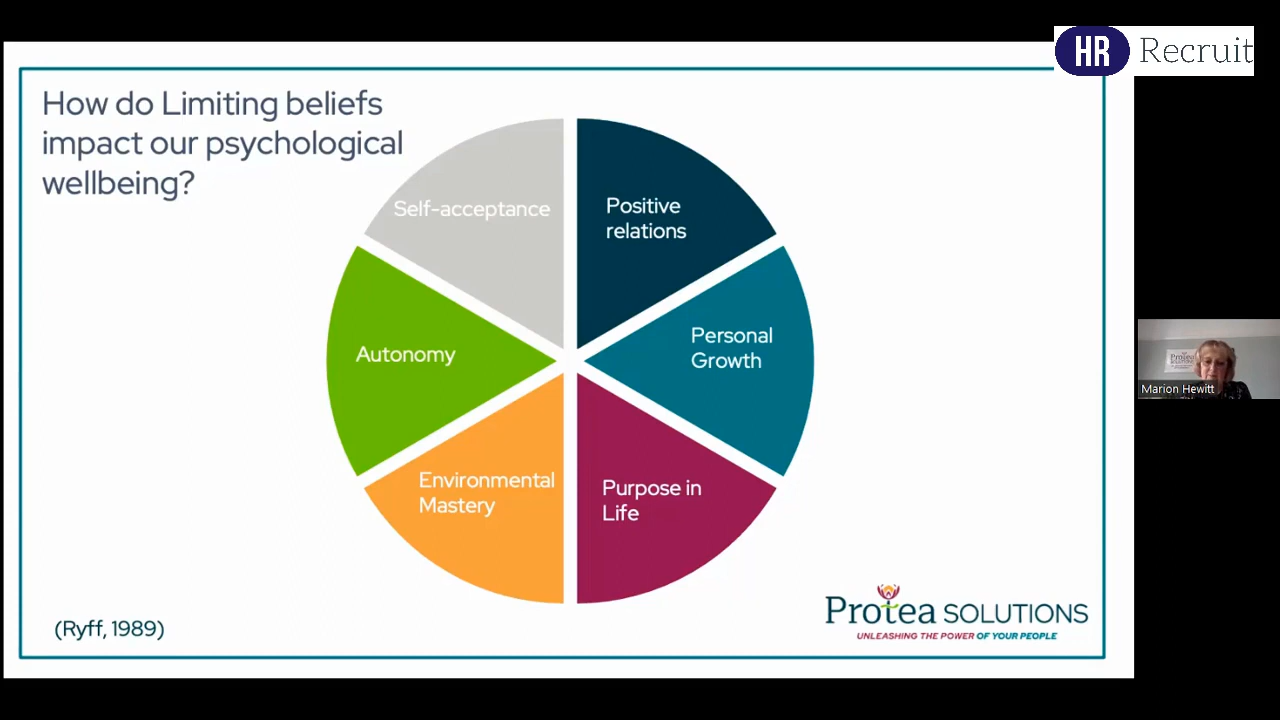 HR Recruit
How do Limiting beliefs
impact our psychological
wellbeing?
Self-acceptance
Positive
relations
Autonomy
Personal
Growth
Environmental
Mastery
Purpose in
Life
(Ryff, 1989)
Protea SOLUTIONS
UNLEASHING THE POWER OF YOUR PEOPLE
Protea
Marion Hewitt